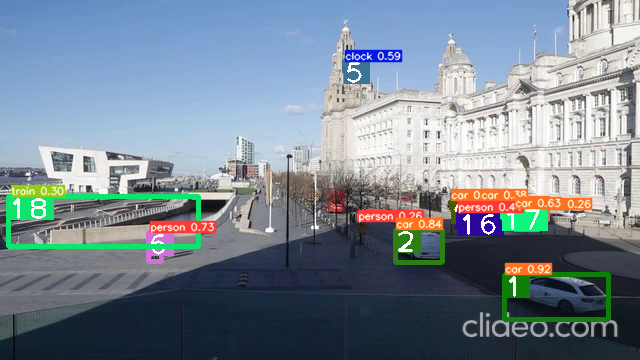 clock 0.59
5
train 0.30
18
person 0.73
6
person 0.26
car 0.84
2
car 0.38
person 0.4
16
car 0.63
0.26
17
car 0.92
1
clideo.com